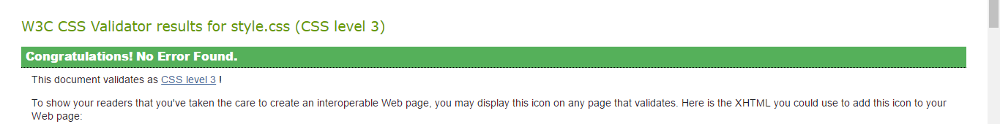 W3C CSS Validator results for style.css (CSS level 3)
Congratulations! No Error Found.
This document validates as CSS level 3 !
To show your readers that you've taken the care to create an interoperable Web page, you may display this icon on any page that validates. Here is the XHTML you could use to add this icon to your
Web page: